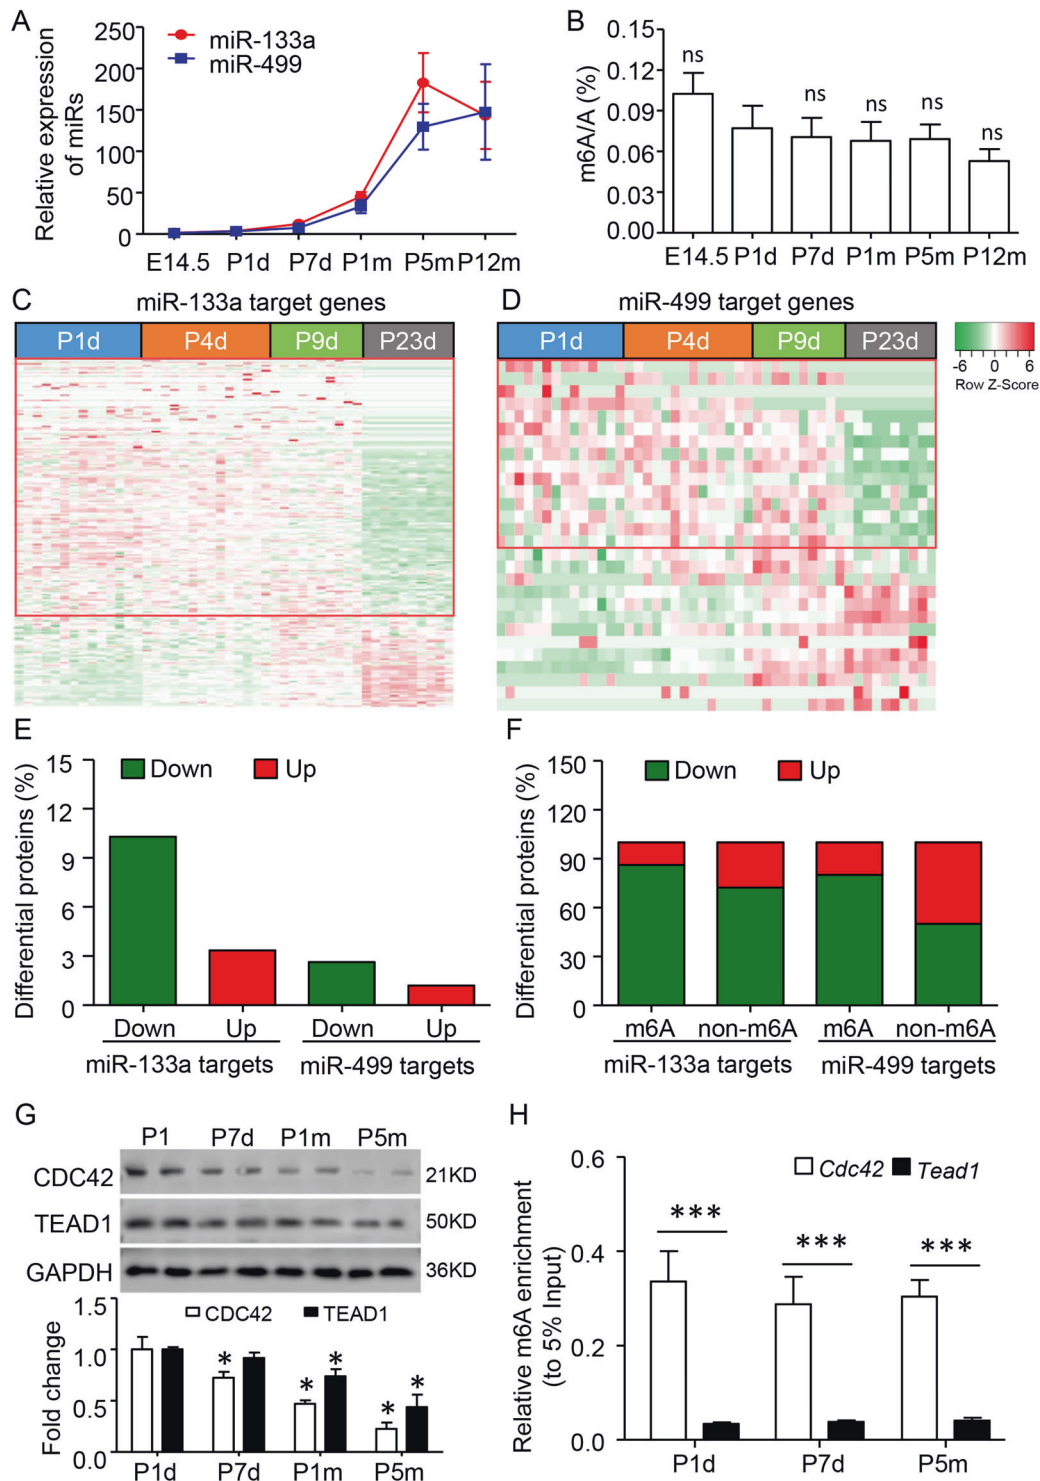 A
Relative expression
of miRs
250
200
150
100
50
0
miR-133a
miR-499
E14.5 P1d P7d P1m P5m P12m
B
m6A/A (%)
0.15
0.12
0.09
0.06
0.03
0.00
ns
ns
ns
ns
ns
E14.5 P1d P7d P1m P5m P12m
C
miR-133a target genes
P1d P4d P9d P23d
D
miR-499 target genes
P1d P4d P9d P23d
-6 0 6
Row Z-Score
E
Differential proteins (%)
15
12
9
6
3
0
Down Up
Down Up Down Up
miR-133a targets miR-499 targets
F
Differential proteins (%)
150
120
90
60
30
0
Down Up
m6A non-m6A m6A non-m6A
miR-133a targets miR-499 targets
G
P1 P7d P1m P5m
CDC42 21KD
TEAD1 50KD
GAPDH 36KD
Fold change
1.5
1.0
0.5
0.0
CDC42 TEAD1
*
*
*
*
*
P1d P7d P1m P5m
H
Relative m6A enrichment
(to 5% Input)
0.6
0.4
0.2
0.0
Cdc42 Tead1
***
***
***
P1d P7d P5m